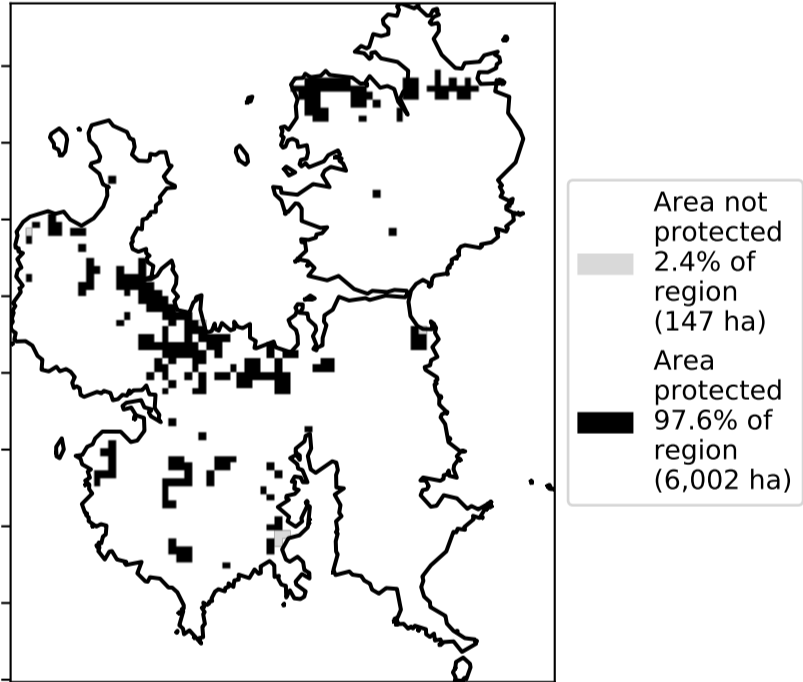 Area not
protected
2.4% of
region
(147 ha)
Area
protected
97.6% of
region
(6,002 ha)